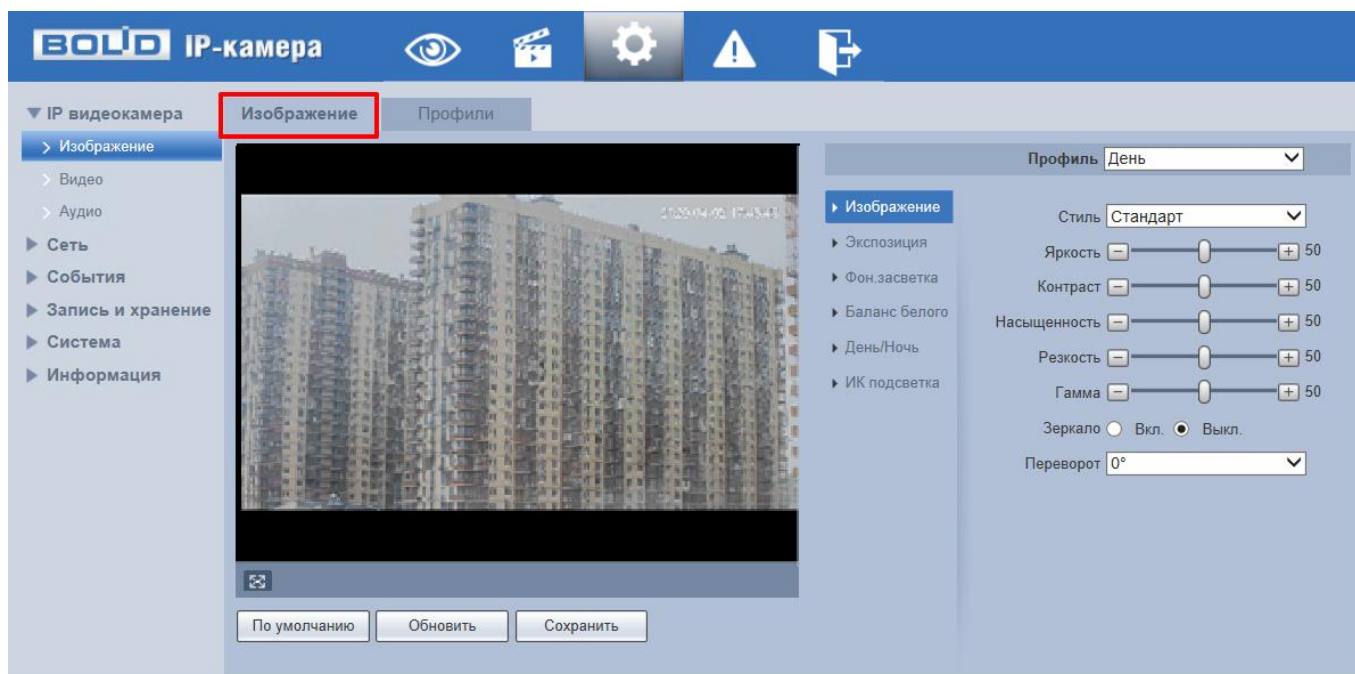 BOLID IP-камера
IP видеокамера
Изображение
Видео
Аудио
Сеть
События
Запись и хранение
Система
Информация
Изображение
Профили
По умолчанию
Обновить
Сохранить
Профиль День
Изображение
Экспозиция
Фон.засветка
Баланс белого
День/Ночь
ИК подсветка
Стиль Стандарт
Яркость - + 50
Контраст - + 50
Насыщенность - + 50
Резкость - + 50
Гамма - + 50
Зеркало Вкл. Выкл.
Переворот 0°